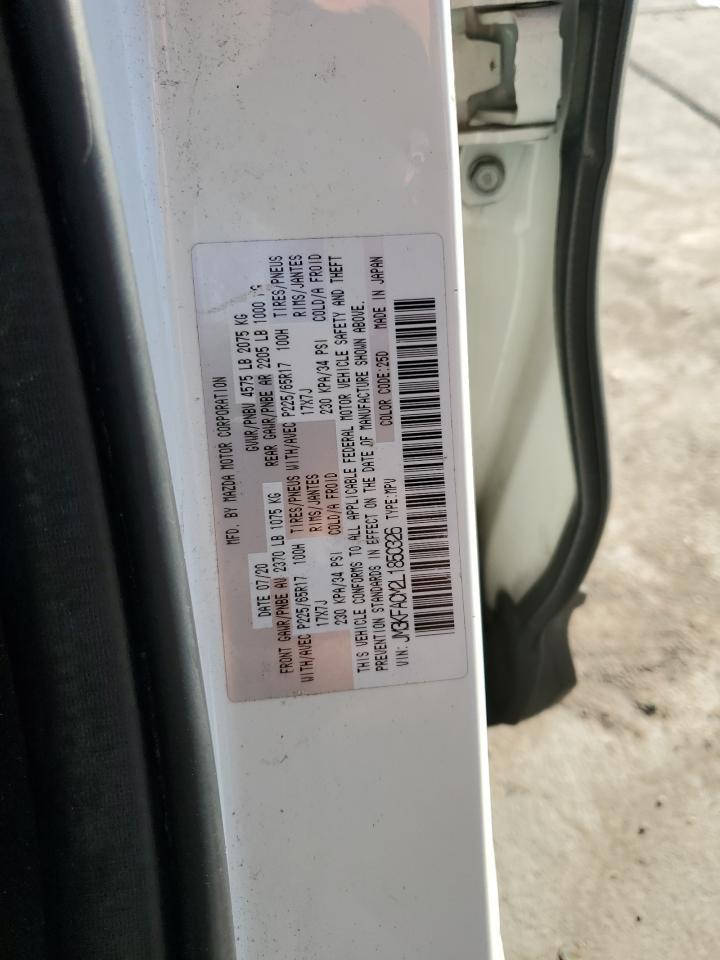 MFD. BY MAZDA MOTOR CORPORATION
DATE 07/20 GVWR/PNBV 4575 LB 2075 KG
FRONT GAWR/PNBE AV 2370 LB 1075 KG REAR GAWR/PNBE AR 2205 LB 1000 KG
WITH/AVEC P225/65R17 100H TIRES/PNEUS WITH/AVEC P225/65R17 100H TIRES/PNEUS
17X7J RIMS/JANTES 17X7J RIMS/JANTES
230 KPA/34 PSI COLD/A FROID 230 KPA/34 PSI COLD/A FROID
THIS VEHICLE CONFORMS TO ALL APPLICABLE FEDERAL MOTOR VEHICLE SAFETY AND THEFT
PREVENTION STANDARDS IN EFFECT ON THE DATE OF MANUFACTURE SHOWN ABOVE.
VIN: JM3KFACM2L1850326 TYPE:MPV COLOR CODE:25D MADE IN JAPAN